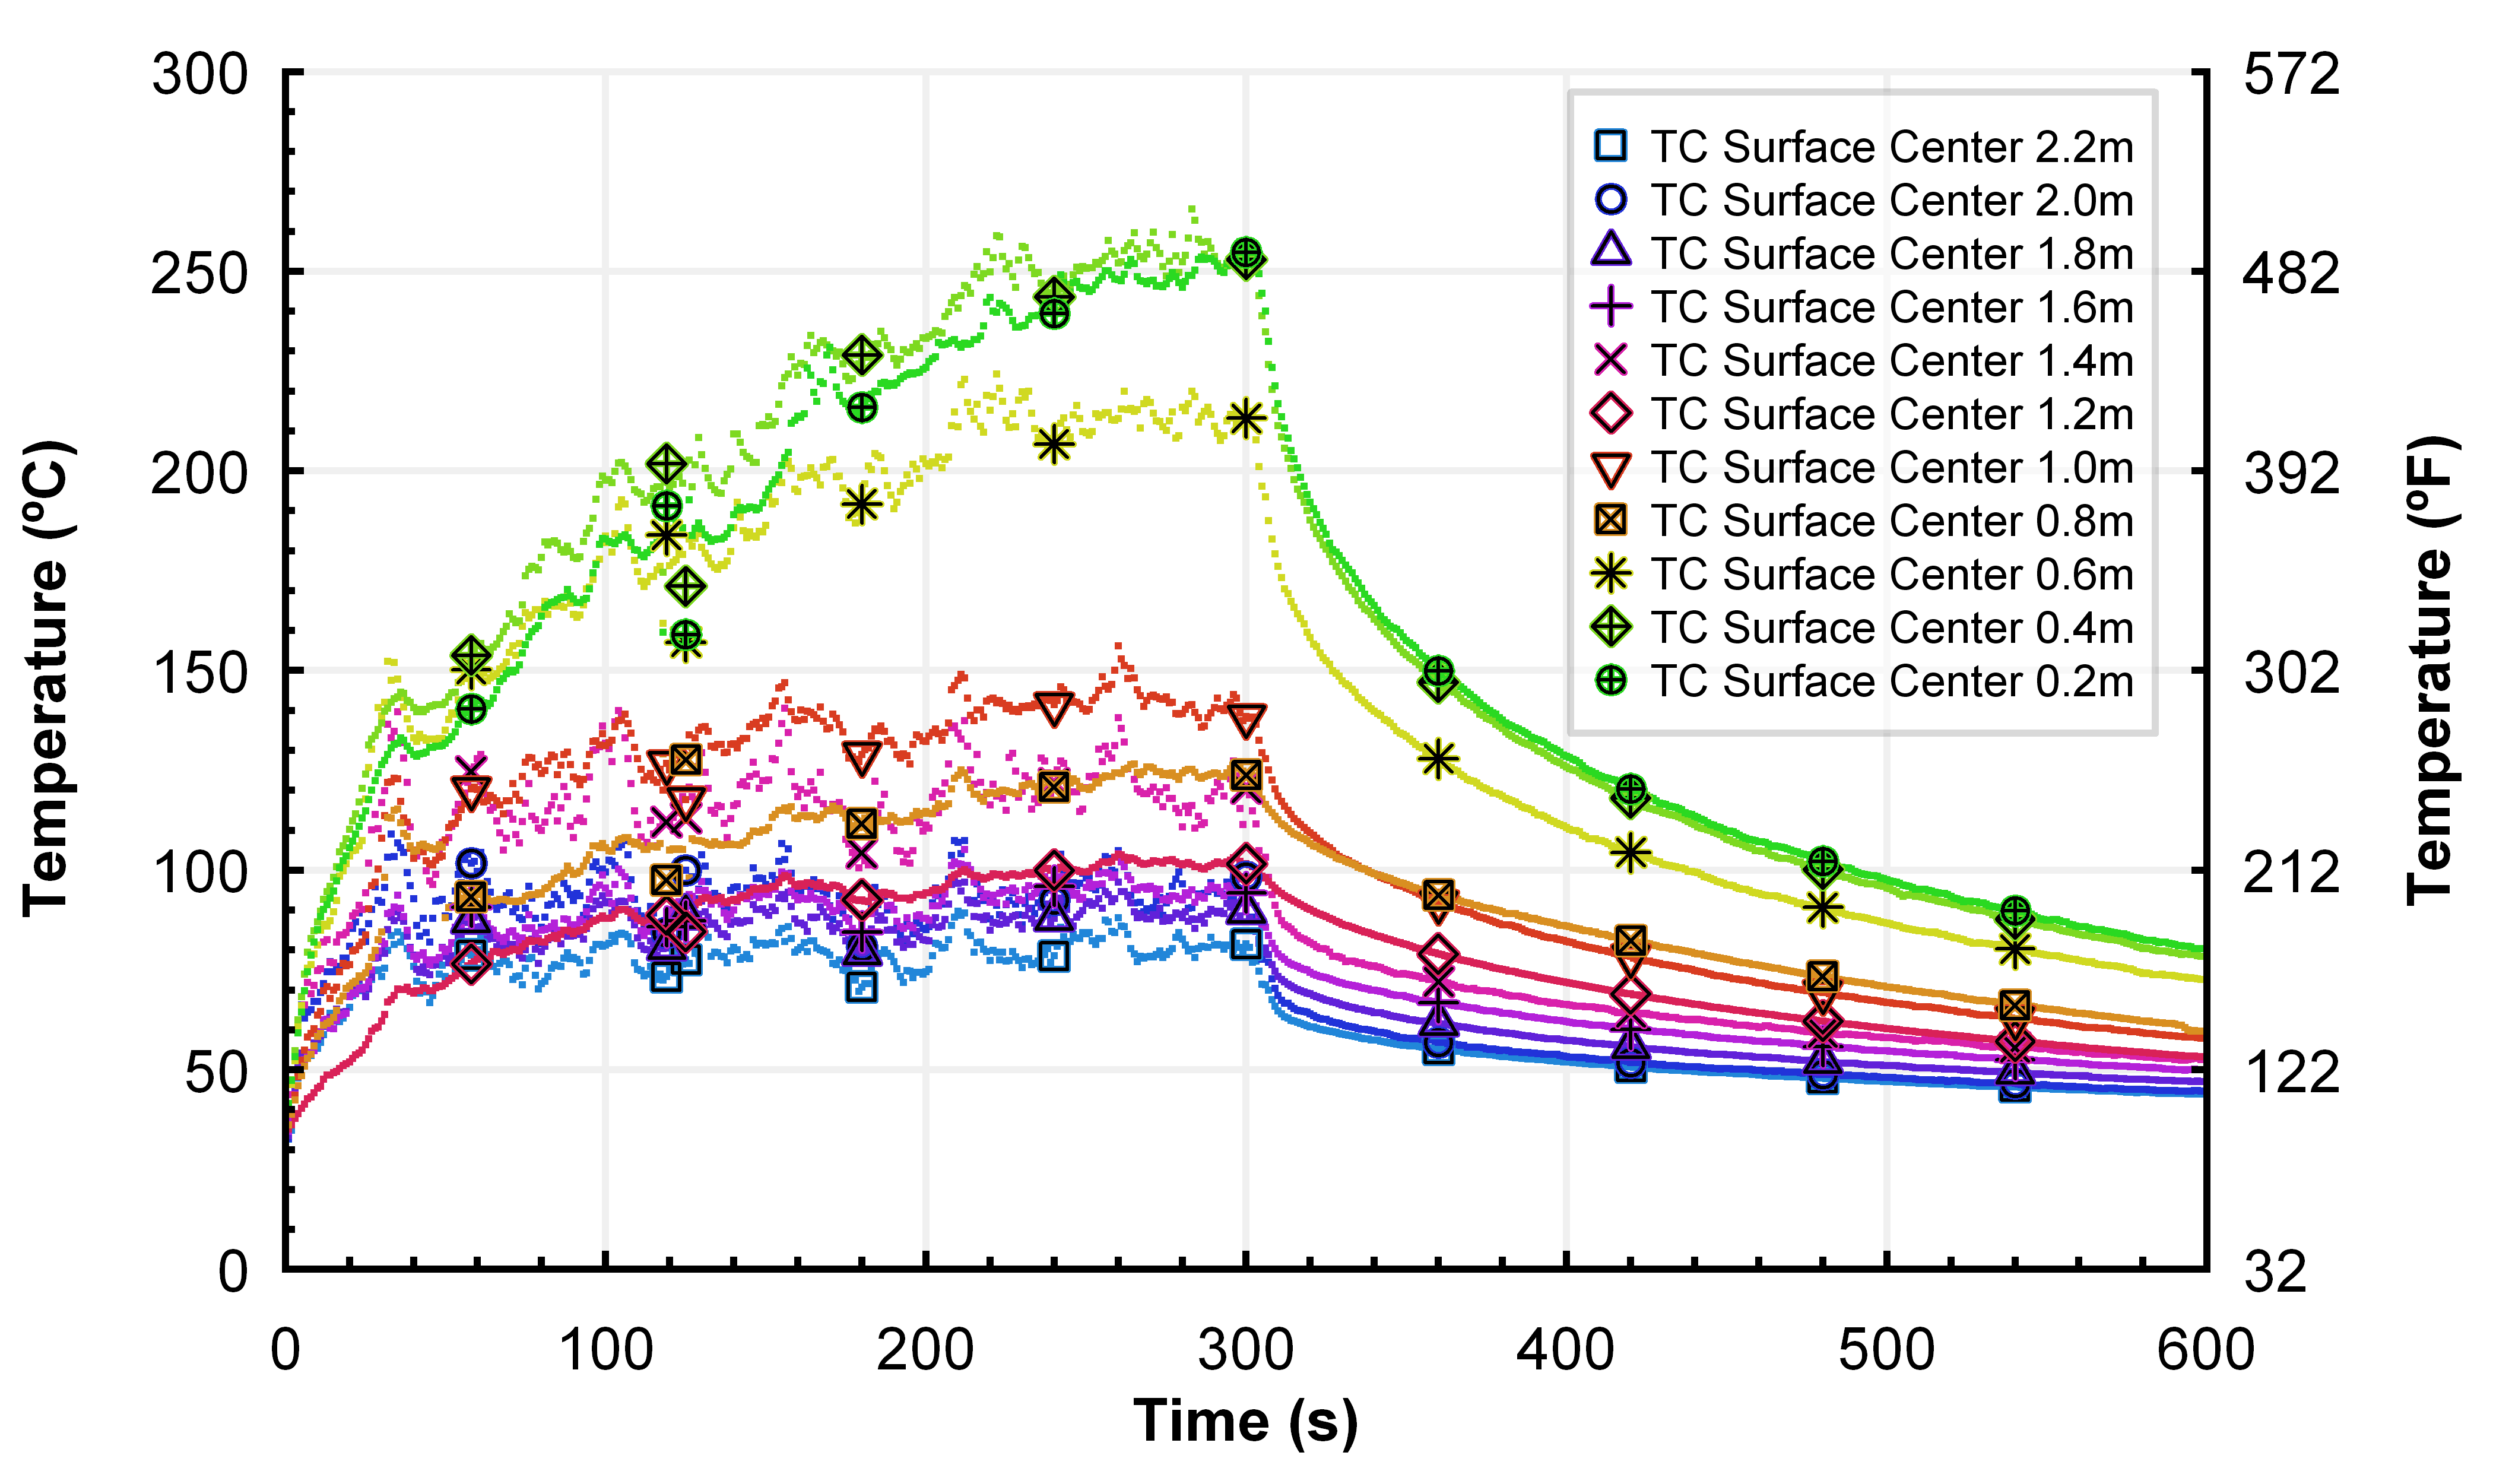 300
250
200
150
100
50
0
572
482
392
302
212
122
32
0 100 200 300 400 500 600
Time (s)
Temperature (ºC)
Temperature (ºF)
TC Surface Center 2.2m
TC Surface Center 2.0m
TC Surface Center 1.8m
TC Surface Center 1.6m
TC Surface Center 1.4m
TC Surface Center 1.2m
TC Surface Center 1.0m
TC Surface Center 0.8m
TC Surface Center 0.6m
TC Surface Center 0.4m
TC Surface Center 0.2m